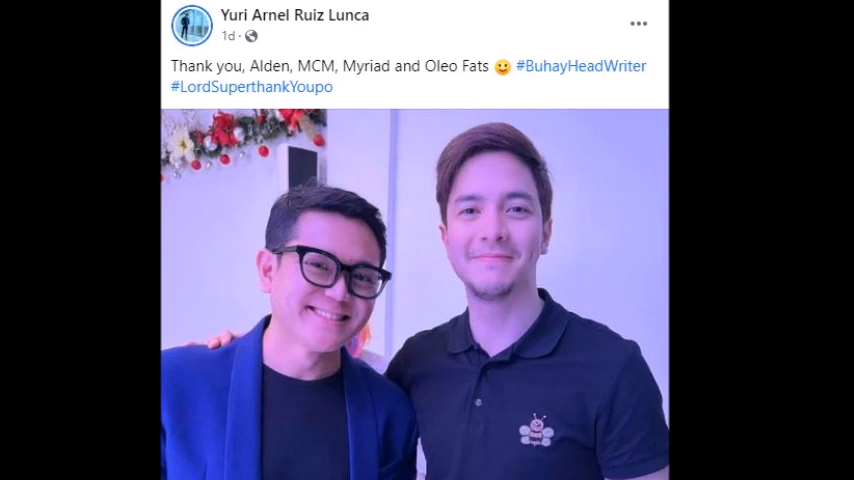 Yuri Arnel Ruiz Lunca
1d ·
Thank you, Alden, MCM, Myriad and Oleo Fats 🙂 #BuhayHeadWriter
#LordSuperthankYoupo